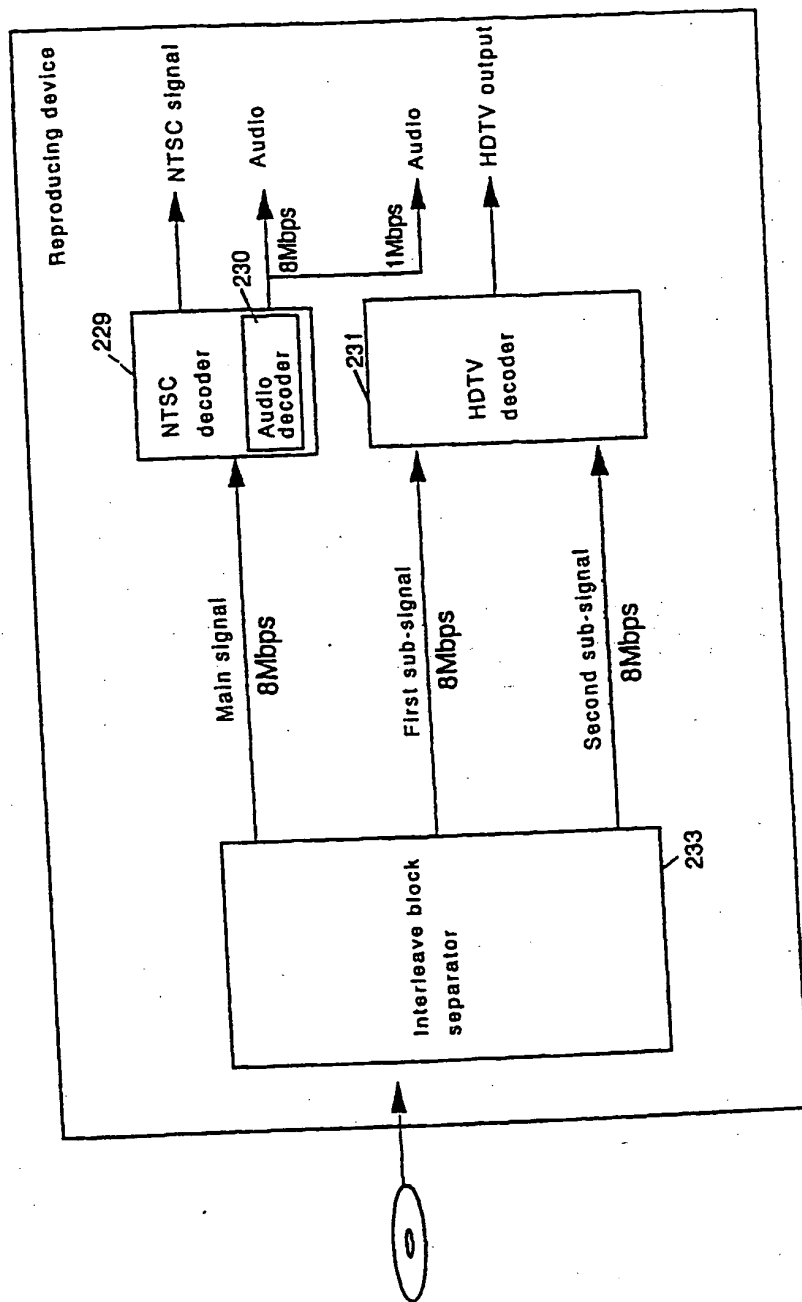 Reproducing device
229
NTSC
decoder
Audio
decoder
230
NTSC signal
8Mbps
Audio
1Mbps
Audio
231
HDTV
decoder
HDTV output
Main signal
8Mbps
First sub-signal
8Mbps
Second sub-signal
8Mbps
Interleave block
separator
233